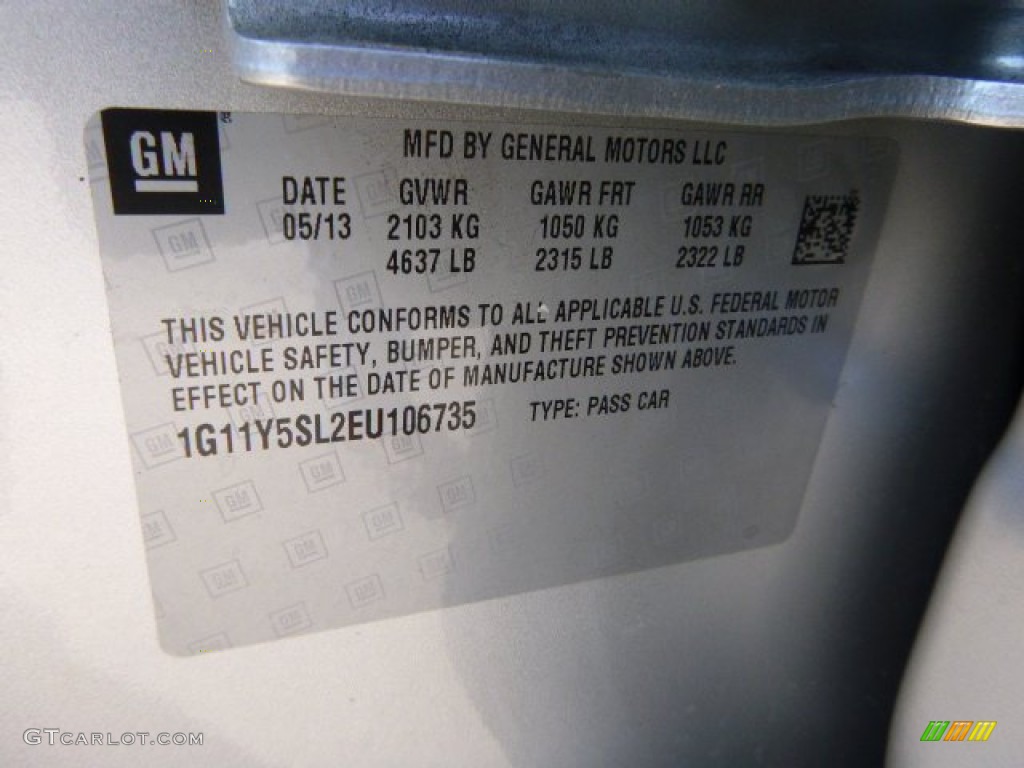 GM
MFD BY GENERAL MOTORS LLC
DATE GVWR GAWR FRT GAWR RR
05/13 2103 KG 1050 KG 1053 KG
4637 LB 2315 LB 2322 LB
THIS VEHICLE CONFORMS TO ALL APPLICABLE U.S. FEDERAL MOTOR
VEHICLE SAFETY, BUMPER, AND THEFT PREVENTION STANDARDS IN
EFFECT ON THE DATE OF MANUFACTURE SHOWN ABOVE.
1G11Y5SL2EU106735 TYPE: PASS CAR
GTCARLOT.COM